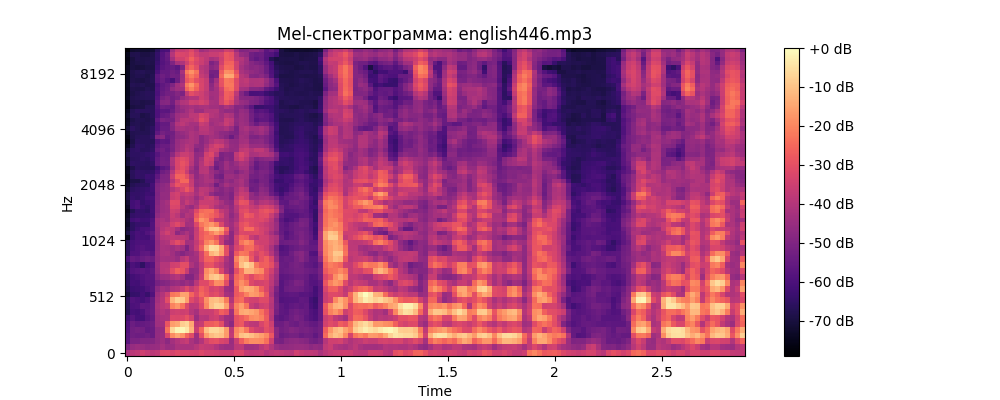 Mel-спектрограмма: english446.mp3
Hz
8192
4096
2048
1024
512
0
0 0.5 1 1.5 2 2.5
Time
+0 dB
-10 dB
-20 dB
-30 dB
-40 dB
-50 dB
-60 dB
-70 dB